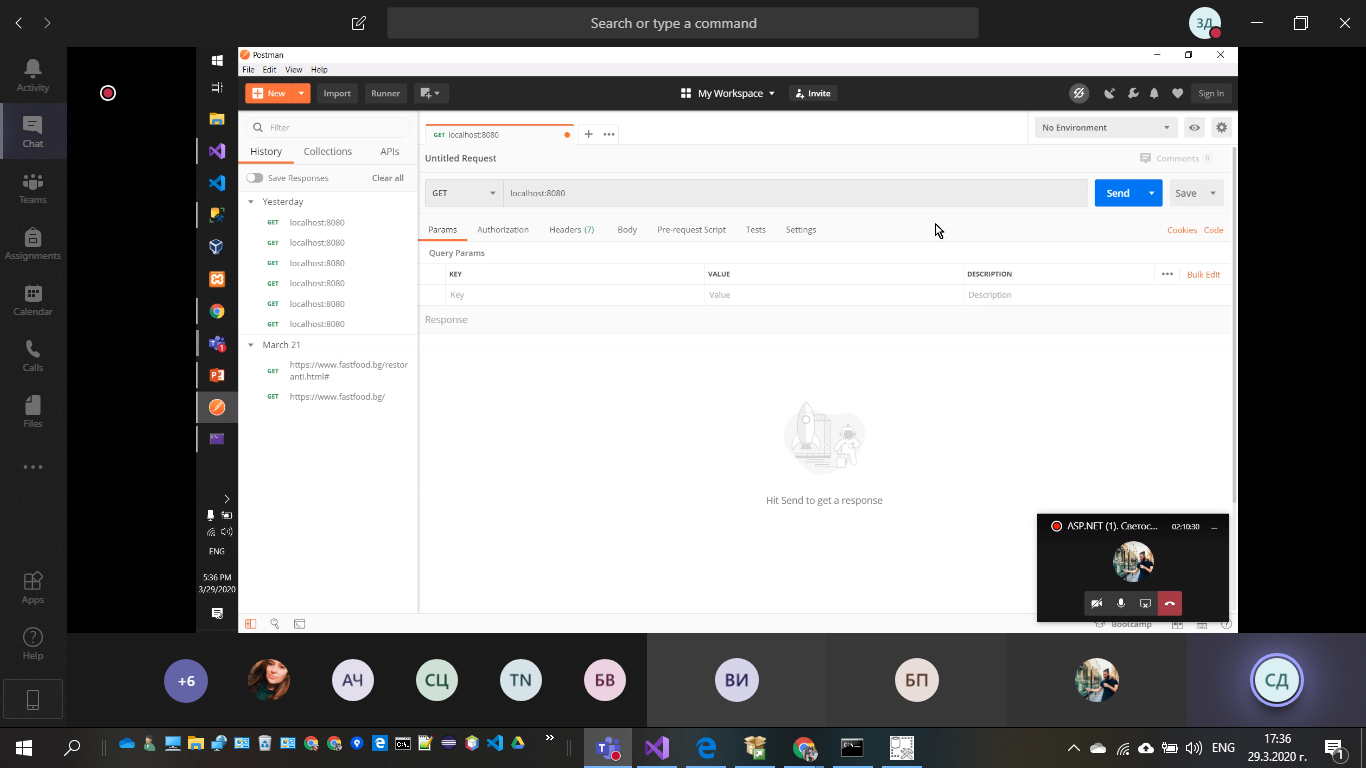 Search or type a command
ЗД
Activity
Chat
Teams
Assignments
Calendar
Calls
Files
Apps
Help
Postman
File Edit View Help
New
Import
Runner
My Workspace
Invite
Sign In
Filter
History
Collections
APIs
Save Responses
Clear all
Yesterday
GET localhost:8080
GET localhost:8080
GET localhost:8080
GET localhost:8080
GET localhost:8080
GET localhost:8080
March 21
GET https://www.fastfood.bg/restor
anti.html#
GET https://www.fastfood.bg/
GET localhost:8080
No Environment
Untitled Request
Comments 0
GET
localhost:8080
Send
Save
Params
Authorization
Headers (7)
Body
Pre-request Script
Tests
Settings
Cookies
Code
Query Params
KEY
VALUE
DESCRIPTION
Bulk Edit
Key
Value
Description
Response
Hit Send to get a response
ASP.NET (1). Светос...
02:10:30
Bootcamp
ENG
5:36 PM
3/29/2020
+6
АЧ
СЦ
TN
БВ
ВИ
БП
СД
ENG
17:36
29.3.2020 г.
1